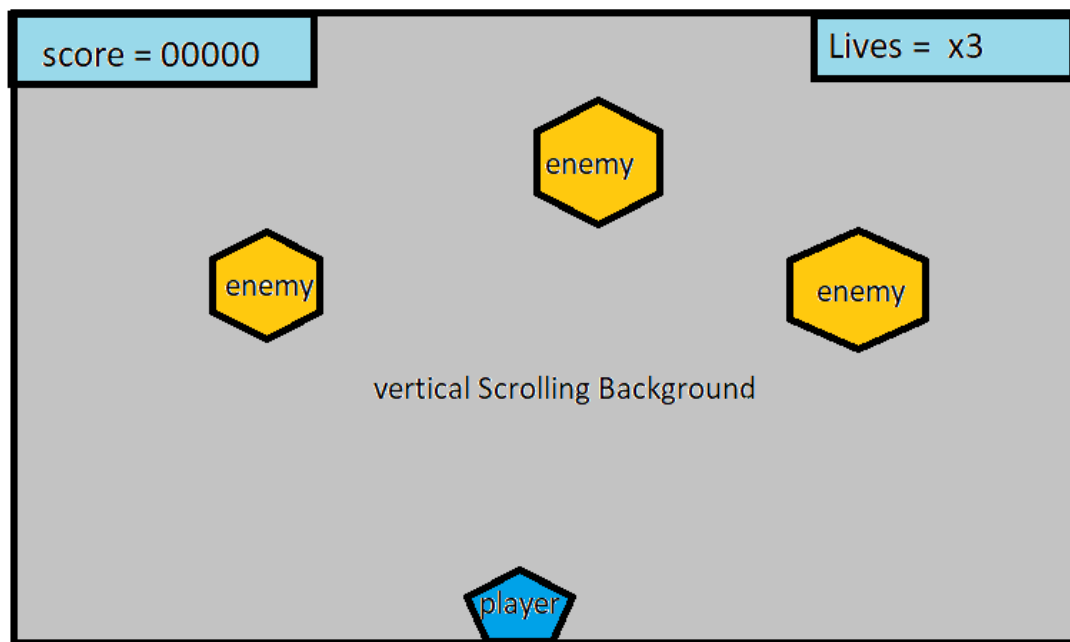 score = 00000
Lives =  x3
enemy
enemy
enemy
vertical Scrolling Background
player